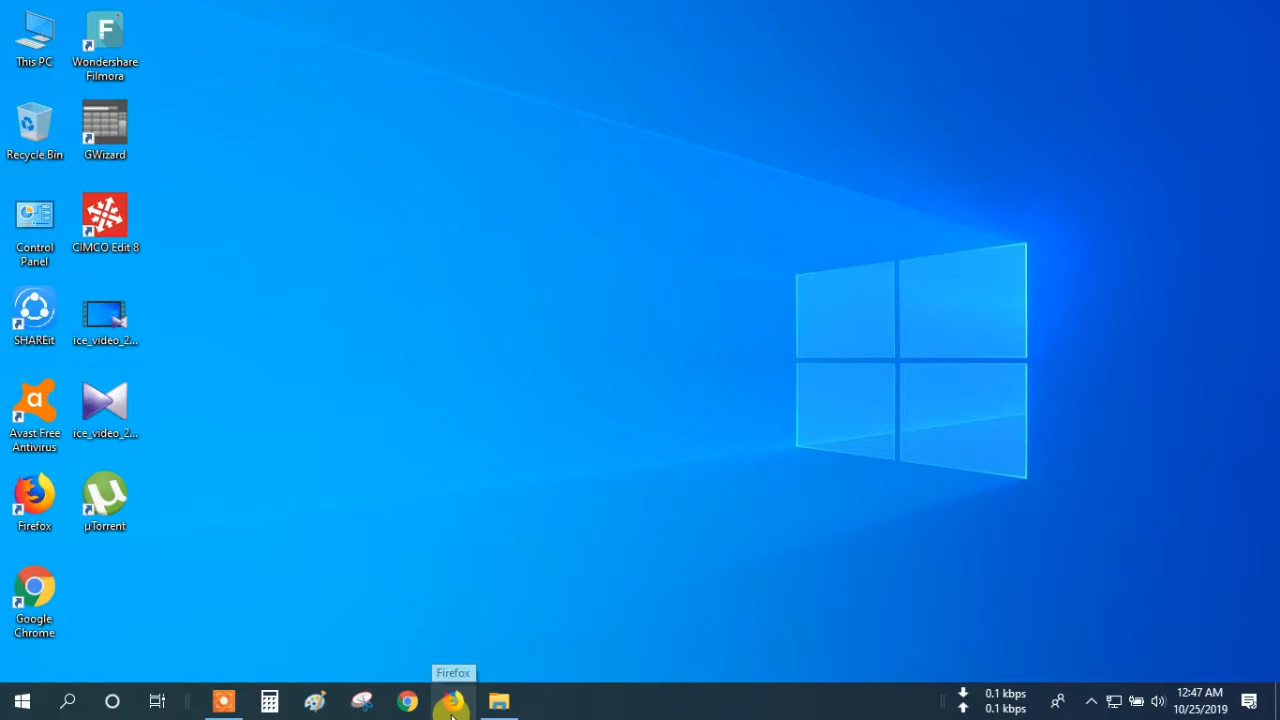 This PC
Wondershare
Filmora
F
Recycle Bin
GWizard
Control
Panel
CIMCO Edit 8
SHAREit
ice_video_2...
Avast Free
Antivirus
ice_video_2...
Firefox
µTorrent
Google
Chrome
Firefox
0.1 kbps
0.1 kbps
12:47 AM
10/25/2019